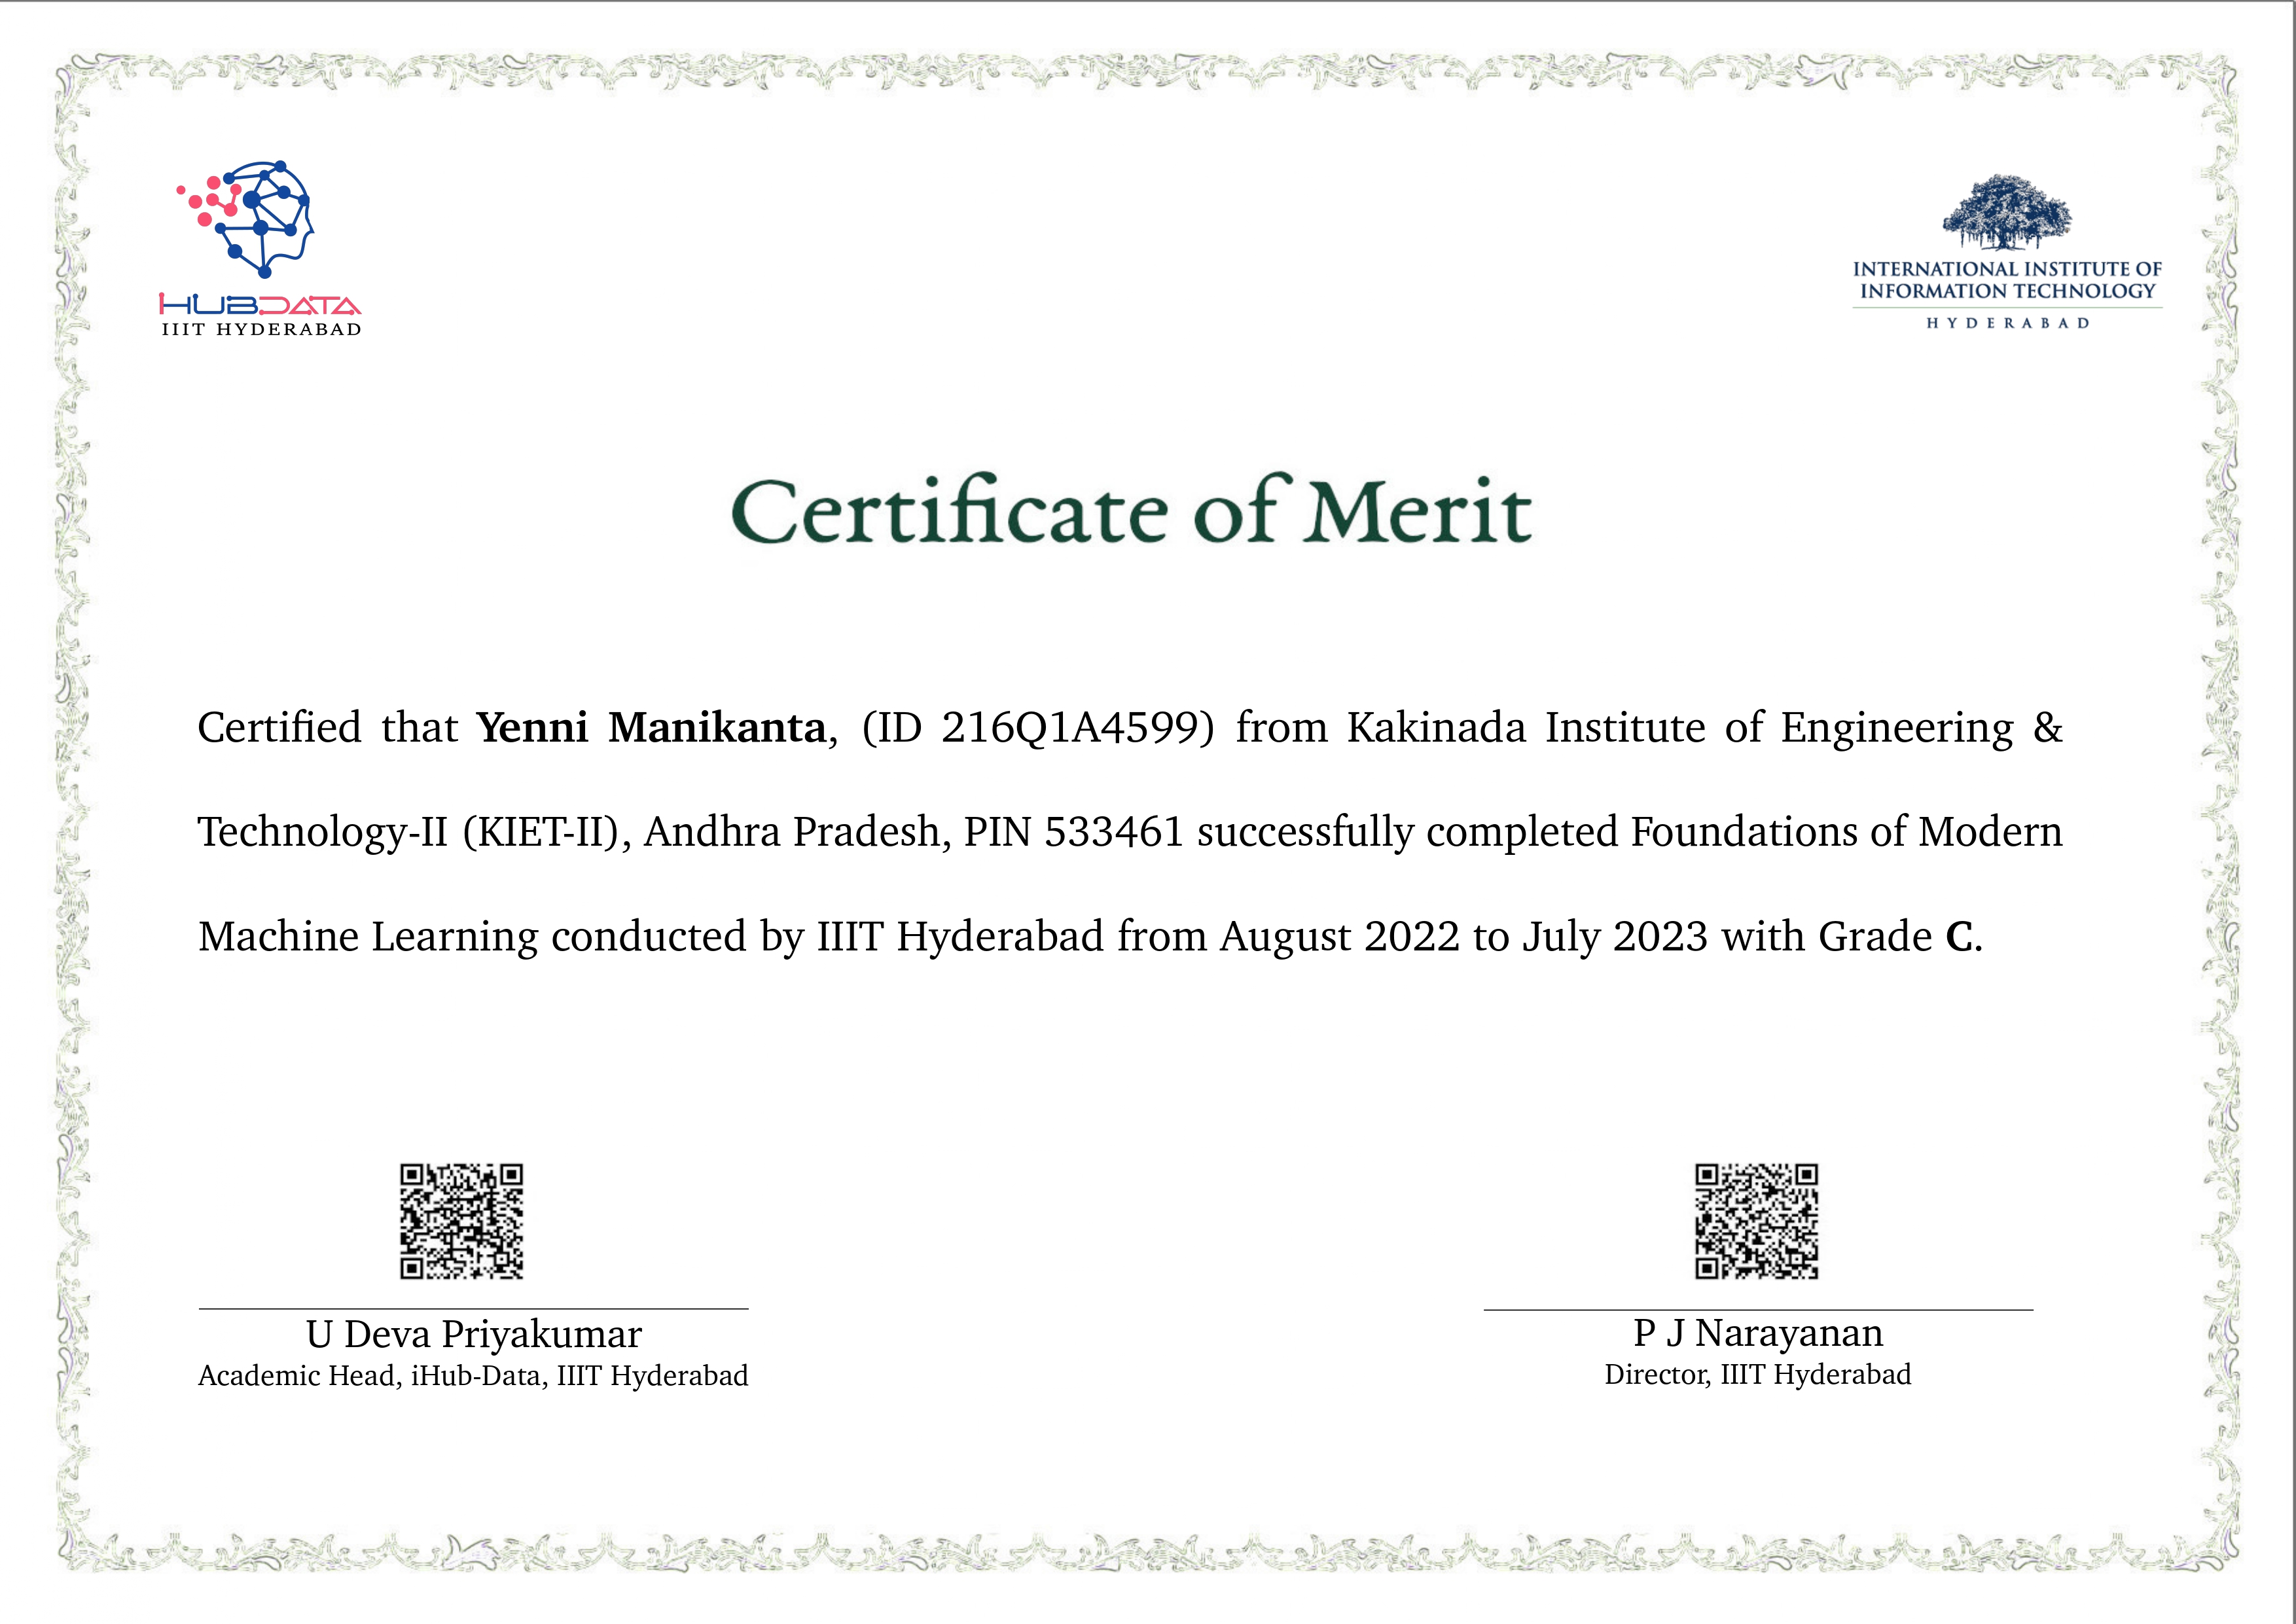 iHUBDATA
IIIT HYDERABAD
INTERNATIONAL INSTITUTE OF
INFORMATION TECHNOLOGY
HYDERABAD
Certificate of Merit
Certified that Yenni Manikanta, (ID 216Q1A4599) from Kakinada Institute of Engineering &
Technology-II (KIET-II), Andhra Pradesh, PIN 533461 successfully completed Foundations of Modern
Machine Learning conducted by IIIT Hyderabad from August 2022 to July 2023 with Grade C.
U Deva Priyakumar
Academic Head, iHub-Data, IIIT Hyderabad
P J Narayanan
Director, IIIT Hyderabad